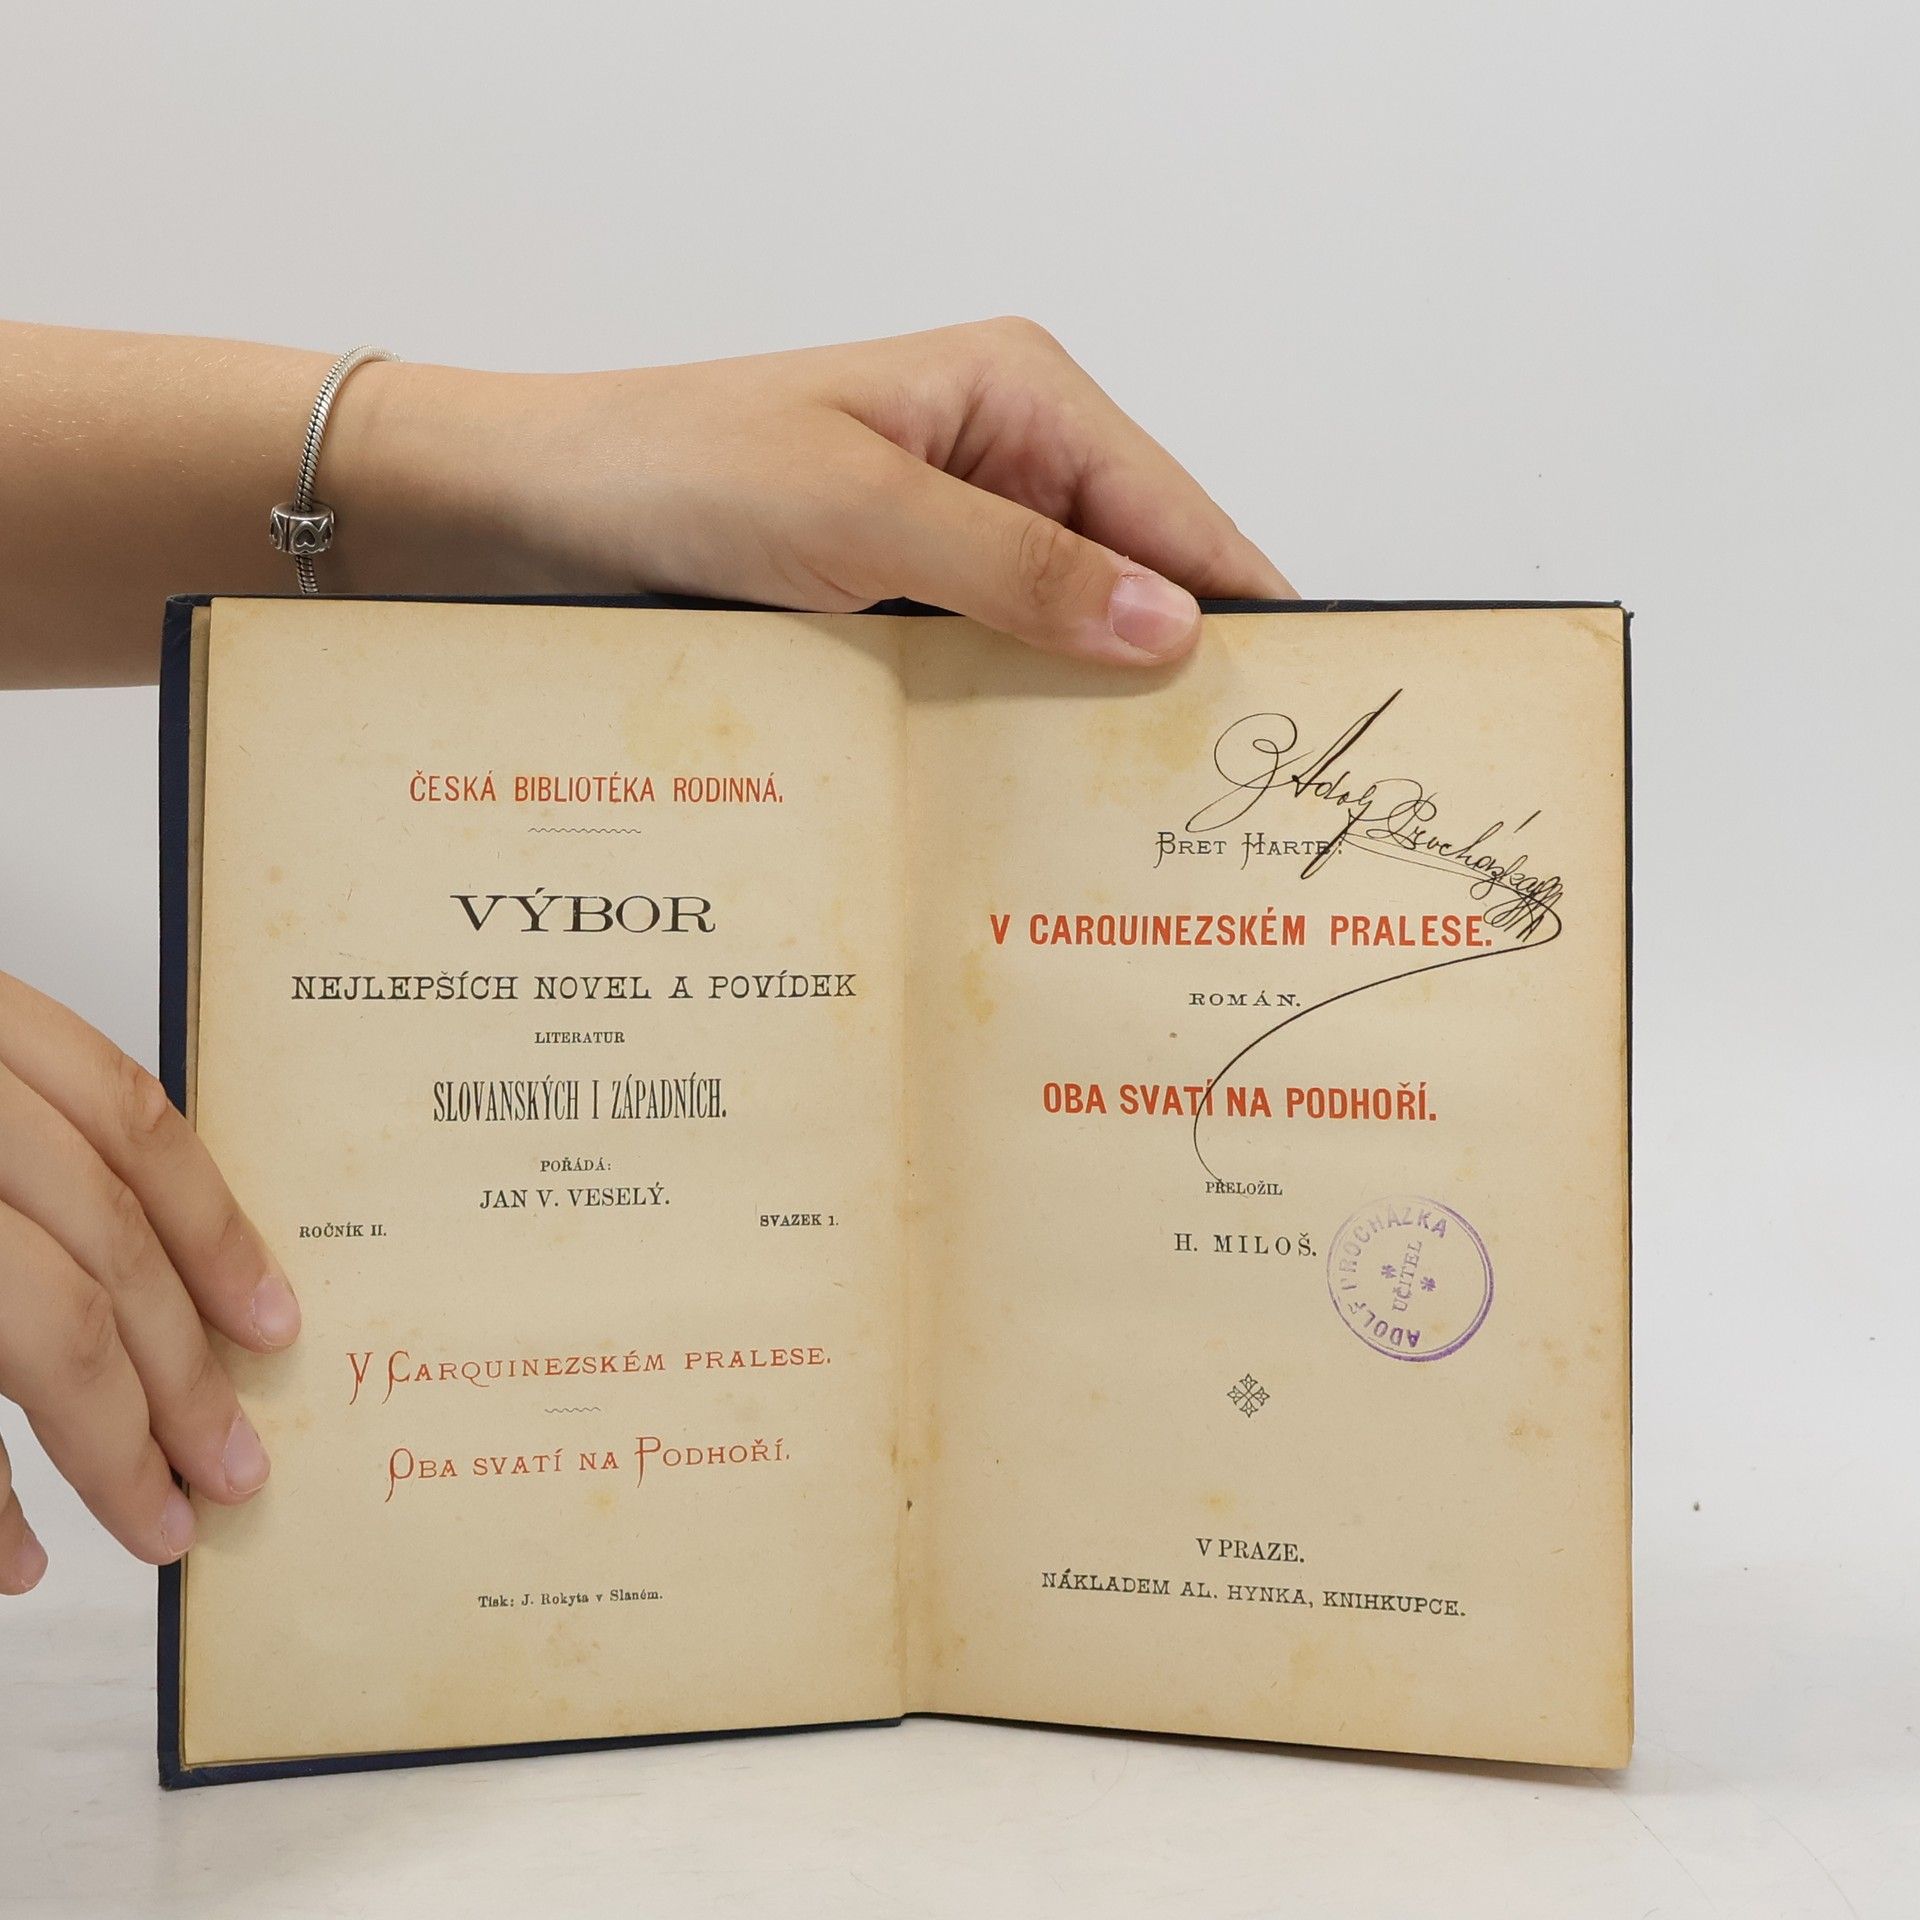 ČESKÁ BIBLIOTÉKA RODINNÁ.
VÝBOR
NEJLEPŠÍCH NOVEL A POVÍDEK
LITERATUR
SLOVANSKÝCH I ZÁPADNÍCH.
POŘÁDÁ:
JAN V. VESELÝ.
ROČNÍK II.
SVAZEK 1.
V CARQUINEZSKÉM PRALESE.
OBA SVATÍ NA PODHOŘÍ.
Tisk: J. Rokyta v Slaném.
Adolf Procházka
BRET HARTE:
V CARQUINEZSKÉM PRALESE.
ROMÁN.
OBA SVATÍ NA PODHOŘÍ.
PŘELOŽIL
H. MILOŠ.
ADOLF PROCHÁZKA
UČITEL
V PRAZE.
NÁKLADEM AL. HYNKA, KNIHKUPCE.